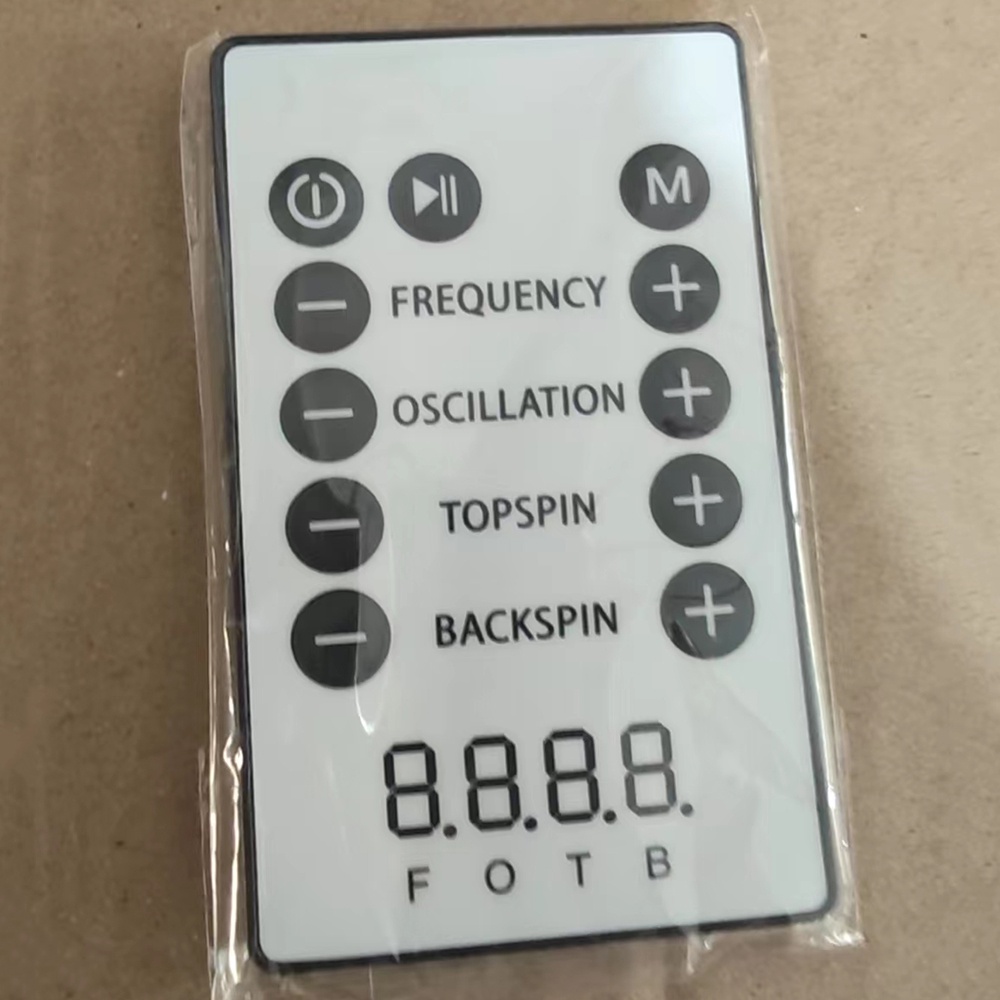 M
− FREQUENCY +
− OSCILLATION +
− TOPSPIN +
− BACKSPIN +
8.8.8.8.
F O T B